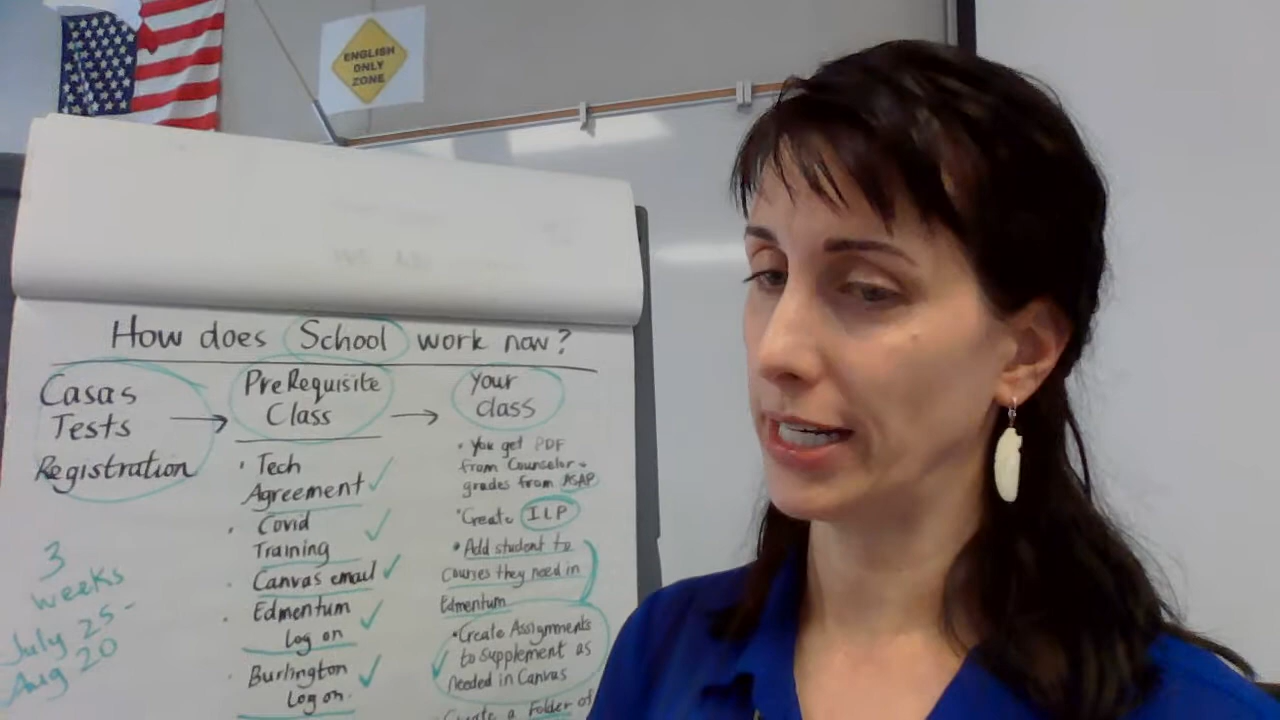 ENGLISH
ONLY
ZONE
How does School work now?
Casas
Tests
Registration
3
weeks
July 25-
Aug 20
PreRequisite
Class
• Tech
Agreement ✓
• Covid
Training ✓
• Canvas email ✓
• Edmentum
Log on ✓
• Burlington
Log on. ✓
Your
class
• You get PDF
from Counselor +
grades from ASAP
• Create ILP
• Add student to
courses they need in
Edmentum
• Create Assignments
✓ to supplement as
needed in Canvas
Create a Folder of